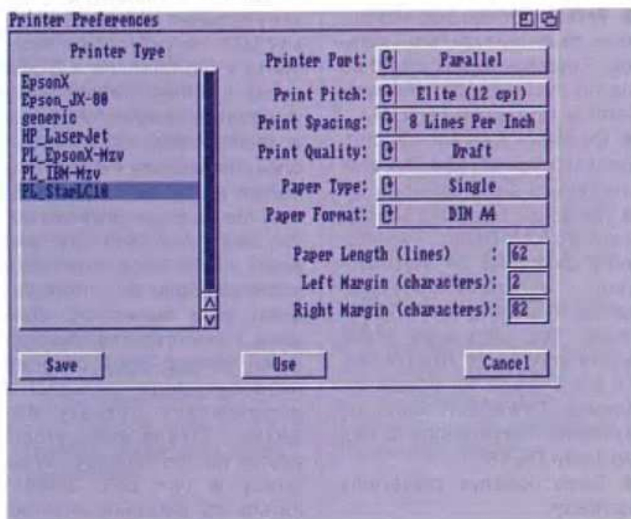 Printer Preferences
Printer Type
EpsonX
Epson_JX-80
generic
HP_LaserJet
PL_EpsonX-Mzv
PL_IBM-Mzv
PL_StarLC10
Printer Port: Parallel
Print Pitch: Elite (12 cpi)
Print Spacing: 8 Lines Per Inch
Print Quality: Draft
Paper Type: Single
Paper Format: DIN A4
Paper Length (lines) : 62
Left Margin (characters): 2
Right Margin (characters): 82
Save
Use
Cancel